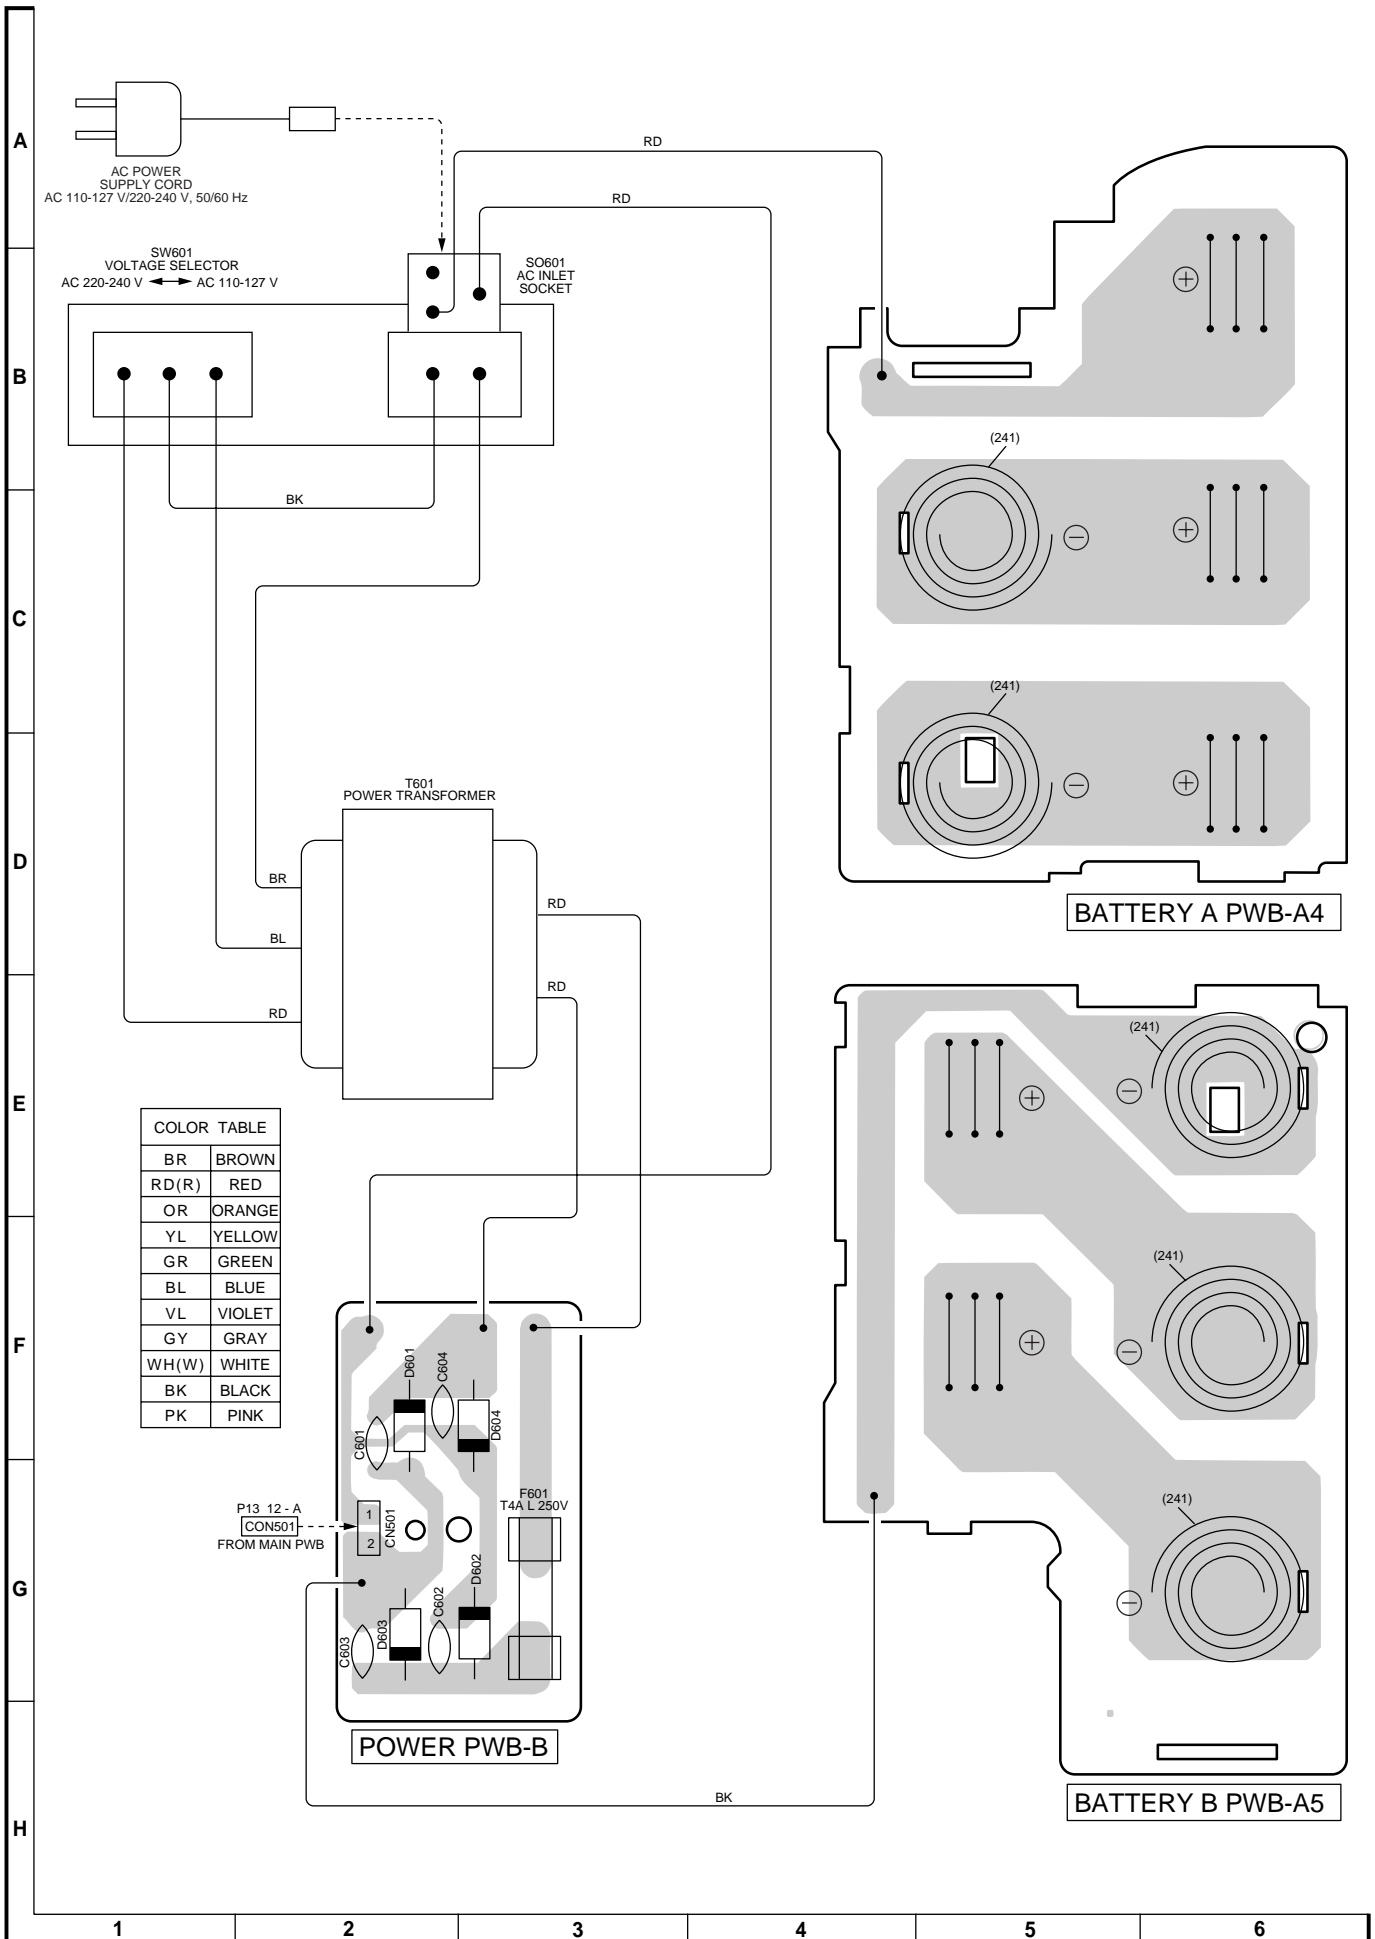 A
B
C
D
E
F
G
H
1
2
3
4
5
6
AC POWER
SUPPLY CORD
AC 110-127 V/220-240 V, 50/60 Hz
RD
RD
SW601
VOLTAGE SELECTOR
AC 220-240 V
AC 110-127 V
SO601
AC INLET
SOCKET
BK
T601
POWER TRANSFORMER
BR
BL
RD
RD
RD
COLOR TABLE
BR BROWN
RD(R) RED
OR ORANGE
YL YELLOW
GR GREEN
BL BLUE
VL VIOLET
GY GRAY
WH(W) WHITE
BK BLACK
PK PINK
D601
C604
C601
D604
F601
T4A L 250V
P13 12 - A
CON501
FROM MAIN PWB
1
2
CN501
D602
C602
D603
C603
POWER PWB-B
BK
+
(241)
−
+
(241)
−
+
BATTERY A PWB-A4
(241)
+
−
(241)
+
−
(241)
−
BATTERY B PWB-A5